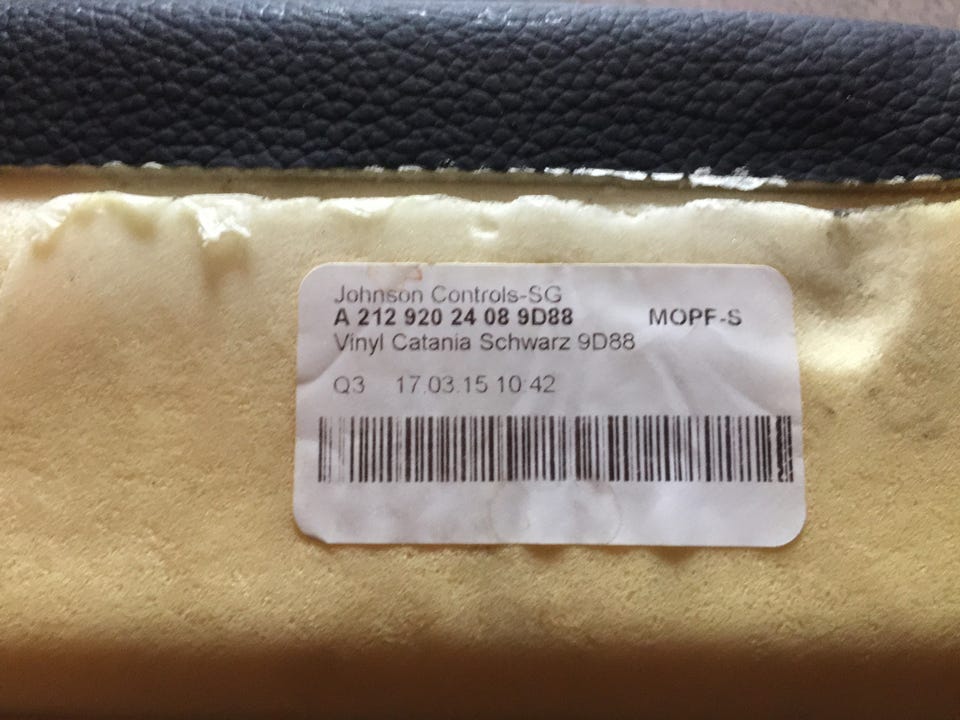 Johnson Controls-SG
A 212 920 24 08 9D88 MOPF-S
Vinyl Catania Schwarz 9D88
Q3 17.03.15 10:42